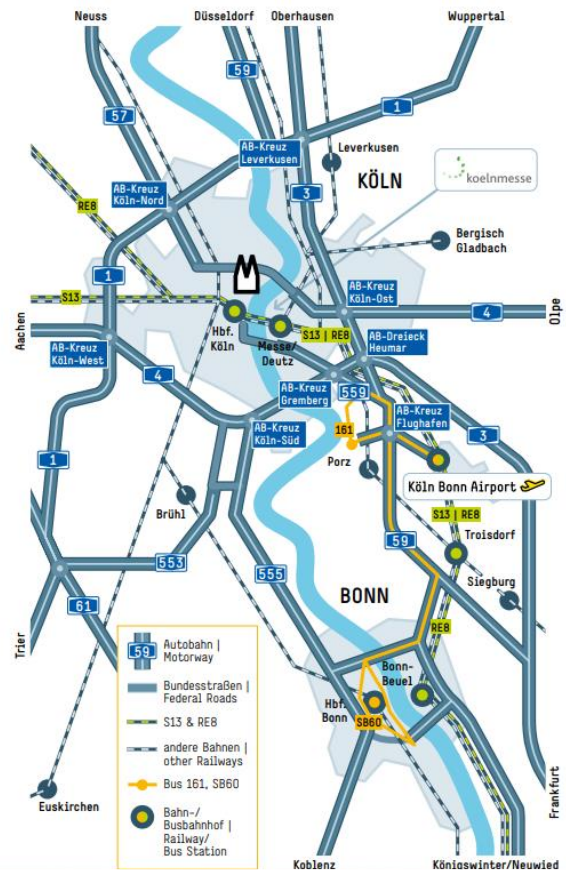 Neuss
Düsseldorf
Oberhausen
Wuppertal
59
1
57
AB-Kreuz
Leverkusen
Leverkusen
KÖLN
koelnmesse
RE8
AB-Kreuz
Köln-Nord
3
Bergisch
Gladbach
1
S13
AB-Kreuz
Köln-Ost
4
Olpe
Aachen
Hbf.
Köln
Messe/
Deutz
S13 | RE8
AB-Dreieck
Heumar
AB-Kreuz
Köln-West
4
AB-Kreuz
Gremberg
559
AB-Kreuz
Köln-Süd
161
AB-Kreuz
Flughafen
3
1
Porz
Köln Bonn Airport
Brühl
S13 | RE8
Troisdorf
59
553
555
Siegburg
61
BONN
Trier
RE8
59
Autobahn |
Motorway
Bundesstraßen |
Federal Roads
S13 & RE8
andere Bahnen |
other Railways
Bus 161, SB60
Bahn-/
Busbahnhof |
Railway/
Bus Station
Bonn-
Beuel
Hbf.
Bonn
SB60
Euskirchen
Frankfurt
Koblenz
Königswinter/Neuwied